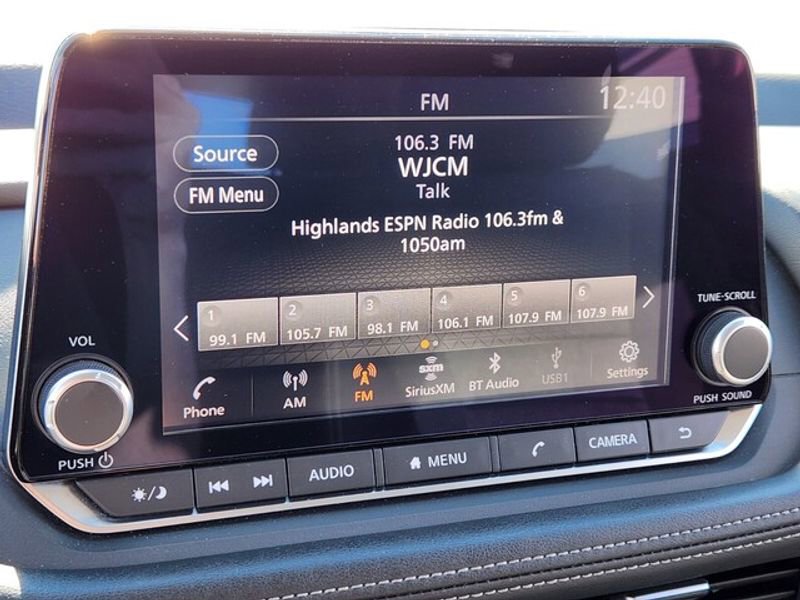 FM
12:40
Source
FM Menu
106.3 FM
WJCM
Talk
Highlands ESPN Radio 106.3fm &
1050am
1 99.1 FM
2 105.7 FM
3 98.1 FM
4 106.1 FM
5 107.9 FM
6 107.9 FM
Phone
AM
FM
sxm
SiriusXM
BT Audio
USB1
Settings
VOL
PUSH
TUNE-SCROLL
PUSH SOUND
AUDIO
MENU
CAMERA